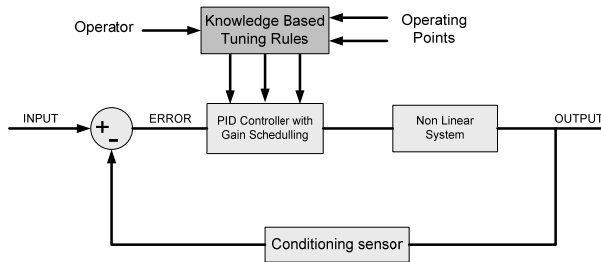 Operator
Knowledge Based
Tuning Rules
Operating
Points
INPUT
+
-
ERROR
PID Controller with
Gain Schedulling
Non Linear
System
OUTPUT
Conditioning sensor